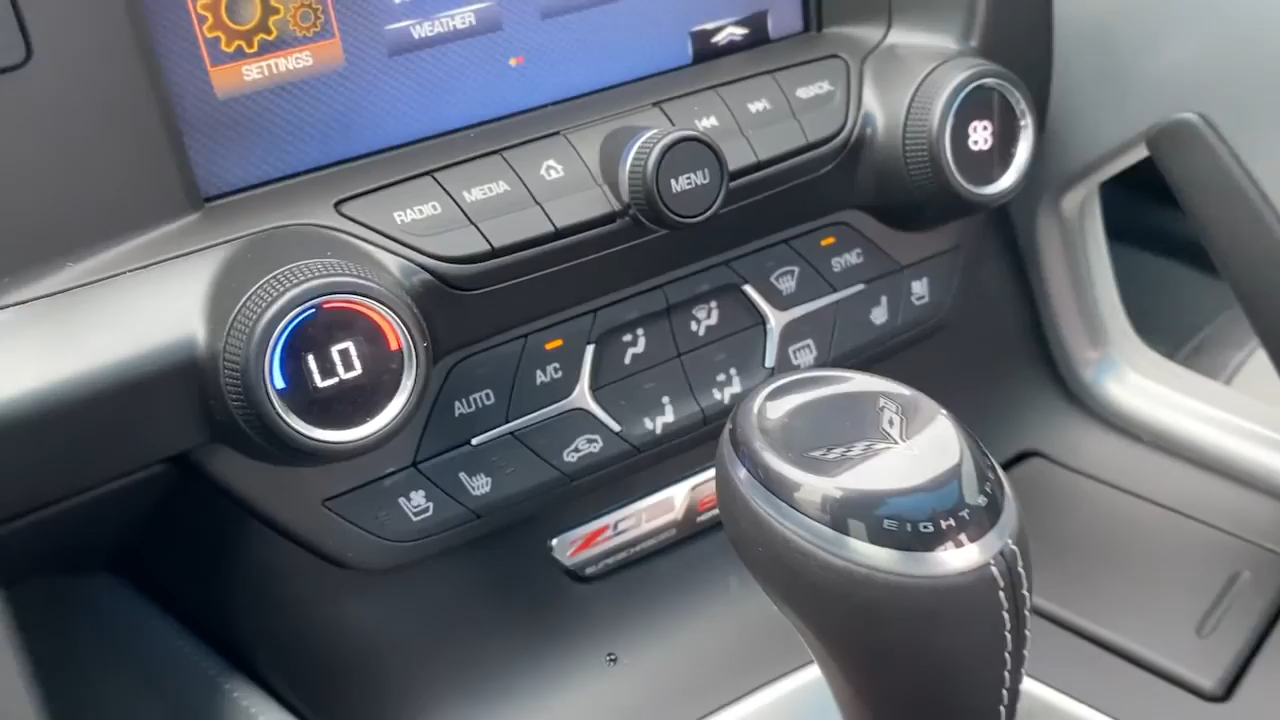 WEATHER
SETTINGS
RADIO
MEDIA
MENU
BACK
LO
AUTO
A/C
SYNC
EIGHT